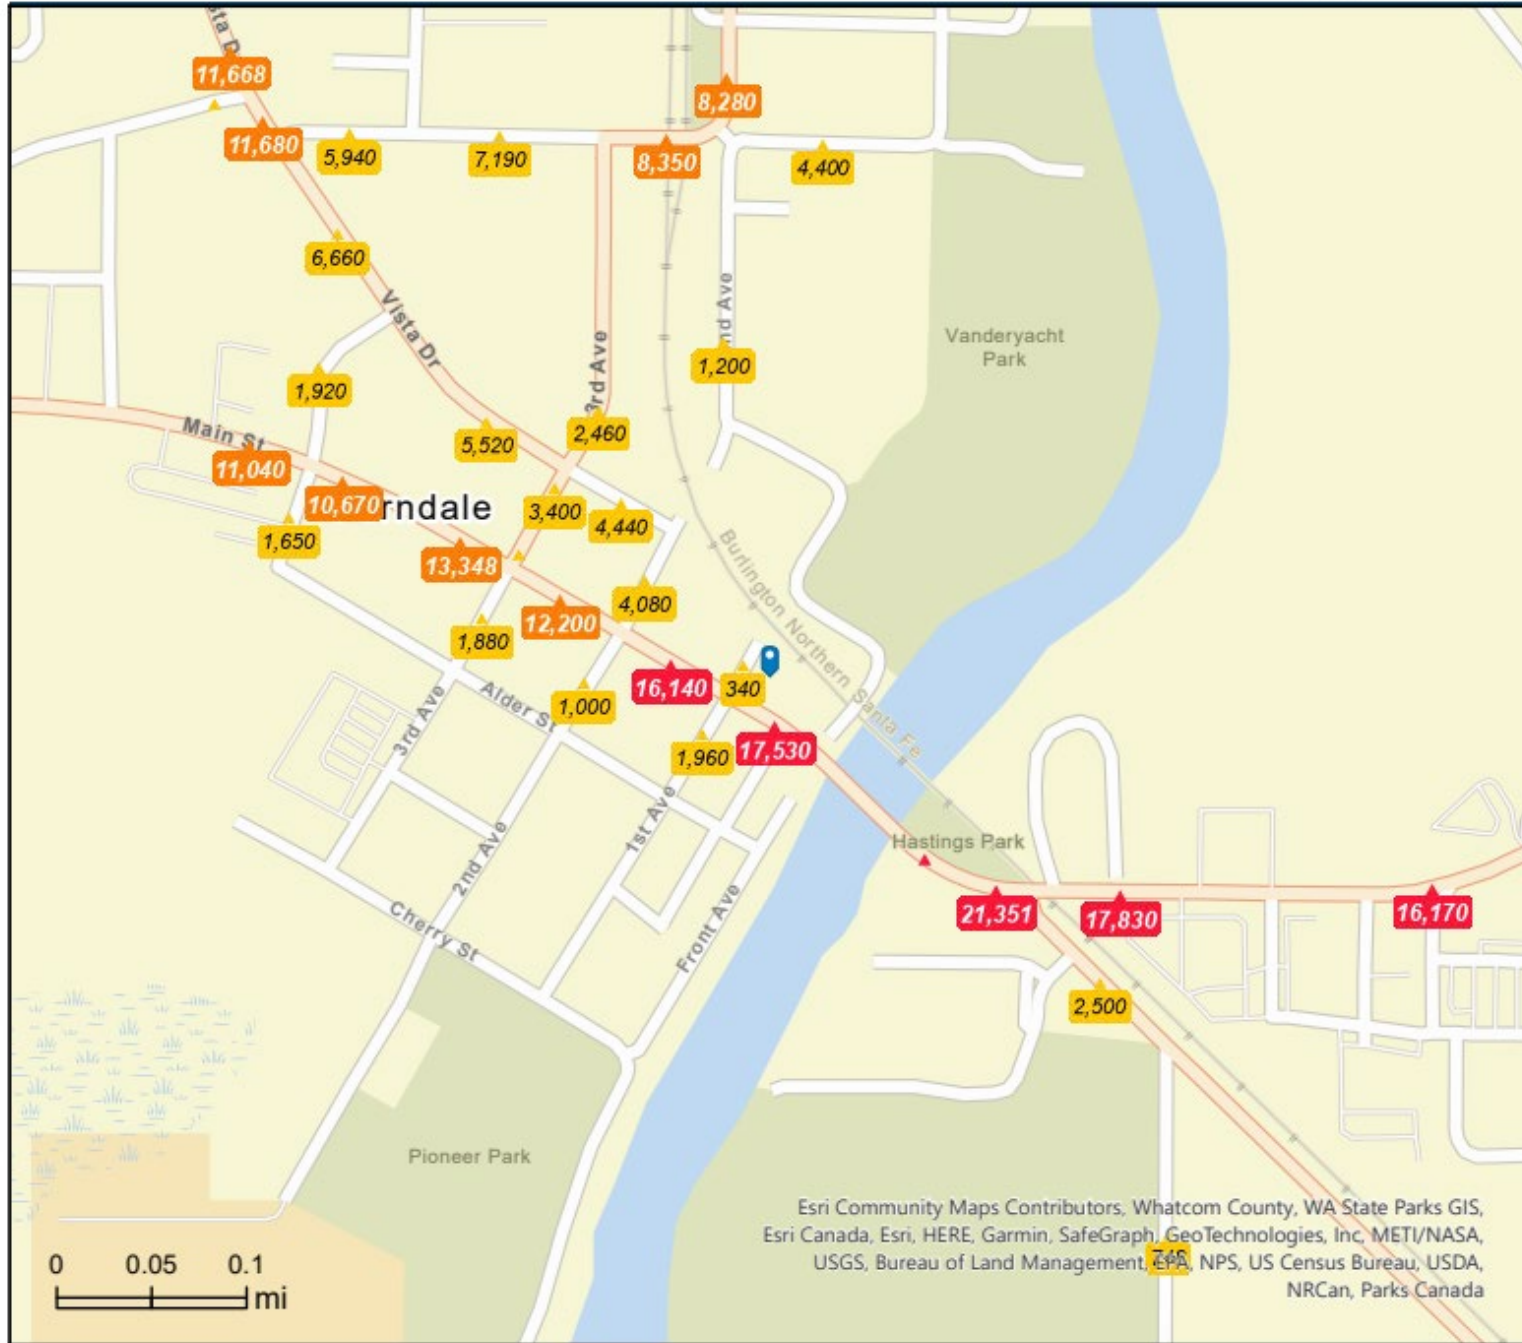 sta D
11,668
8,280
11,680
5,940
7,190
8,350
4,400
6,660
Vista Dr
Vanderyacht
Park
3rd Ave
nd Ave
1,200
1,920
Main St
5,520
2,460
11,040
10,670
rndale
3,400
4,440
1,650
13,348
Burlington Northern Santa Fe
4,080
12,200
1,880
16,140
340
Alder St
1,000
3rd Ave
1,960
17,530
1st Ave
Hastings Park
2nd Ave
21,351
17,830
16,170
Cherry St
Front Ave
2,500
Pioneer Park
Esri Community Maps Contributors, Whatcom County, WA State Parks GIS,
Esri Canada, Esri, HERE, Garmin, SafeGraph, GeoTechnologies, Inc, METI/NASA,
USGS, Bureau of Land Management, EPA, NPS, US Census Bureau, USDA,
NRCan, Parks Canada
0 0.05 0.1
mi